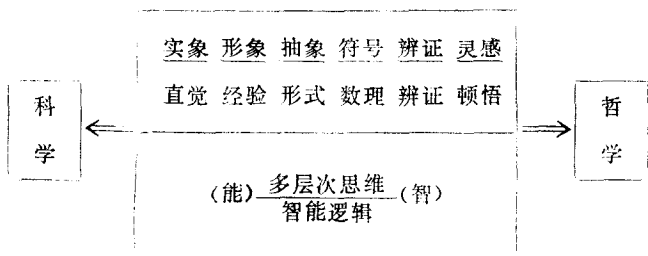 实象 形象 抽象 符号 辨证 灵感
直觉 经验 形式 数理 辨证 顿悟
科学
哲学
(能) 多层次思维 (智)
智能逻辑